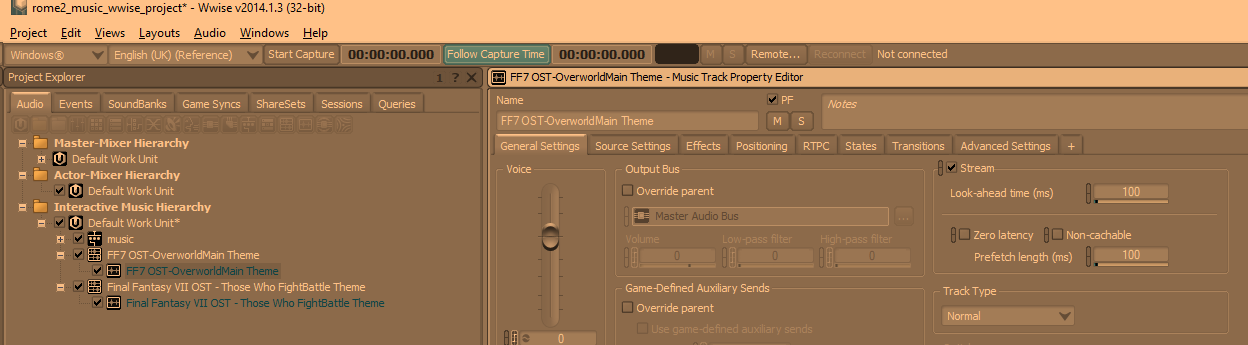 rome2_music_wwise_project* - Wwise v2014.1.3 (32-bit)
Project Edit Views Layouts Audio Windows Help
Windows® English (UK) (Reference) Start Capture 00:00:00.000 Follow Capture Time 00:00:00.000 M S Remote... Reconnect Not connected
Project Explorer 1 ? X
FF7 OST-OverworldMain Theme - Music Track Property Editor
Audio Events SoundBanks Game Syncs ShareSets Sessions Queries
Master-Mixer Hierarchy
Default Work Unit
Actor-Mixer Hierarchy
Default Work Unit
Interactive Music Hierarchy
Default Work Unit*
music
FF7 OST-OverworldMain Theme
FF7 OST-OverworldMain Theme
Final Fantasy VII OST - Those Who FightBattle Theme
Final Fantasy VII OST - Those Who FightBattle Theme
Name PF Notes
FF7 OST-OverworldMain Theme M S
General Settings Source Settings Effects Positioning RTPC States Transitions Advanced Settings +
Voice
0
Output Bus
Override parent
Master Audio Bus ...
Volume Low-pass filter High-pass filter
0 0 0
Game-Defined Auxiliary Sends
Override parent
Use game-defined auxiliary sends
Stream
Look-ahead time (ms) 100
Zero latency Non-cachable
Prefetch length (ms) 100
Track Type
Normal